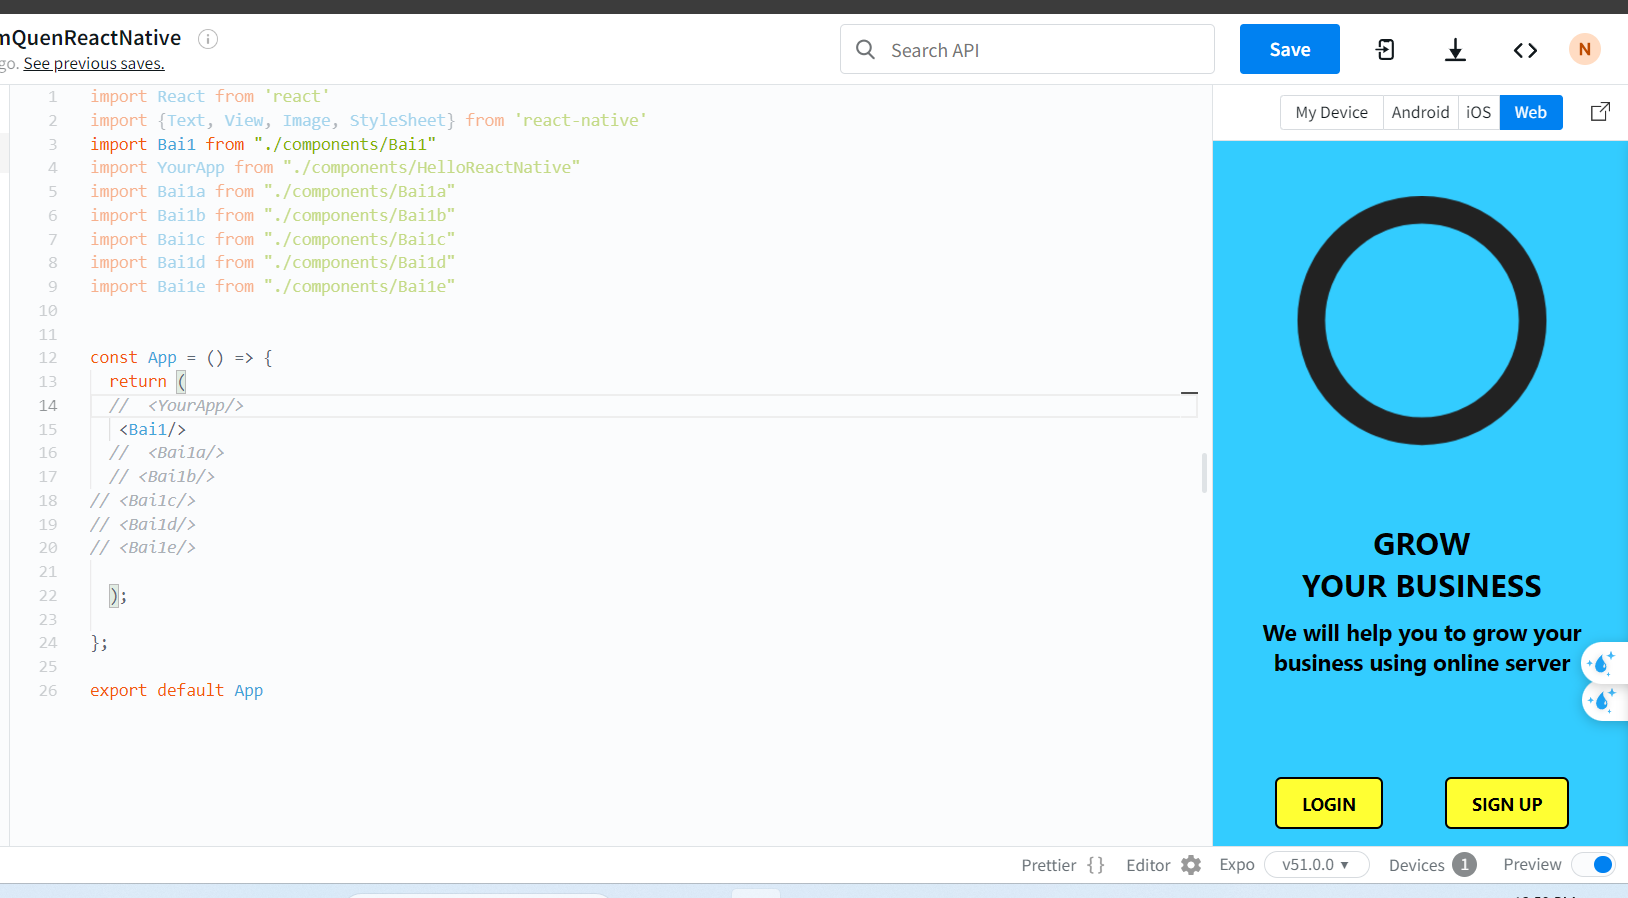 mQuenReactNative
go. See previous saves.
Search API
Save
N
My Device Android iOS Web
1 import React from 'react'
2 import {Text, View, Image, StyleSheet} from 'react-native'
3 import Bai1 from "./components/Bai1"
4 import YourApp from "./components/HelloReactNative"
5 import Bai1a from "./components/Bai1a"
6 import Bai1b from "./components/Bai1b"
7 import Bai1c from "./components/Bai1c"
8 import Bai1d from "./components/Bai1d"
9 import Bai1e from "./components/Bai1e"
10
11
12 const App = () => {
13 return (
14 // <YourApp/>
15 <Bai1/>
16 // <Bai1a/>
17 // <Bai1b/>
18 // <Bai1c/>
19 // <Bai1d/>
20 // <Bai1e/>
21
22 );
23
24 };
25
26 export default App
GROW
YOUR BUSINESS
We will help you to grow your
business using online server
LOGIN SIGN UP
Prettier {} Editor Expo v51.0.0 Devices 1 Preview